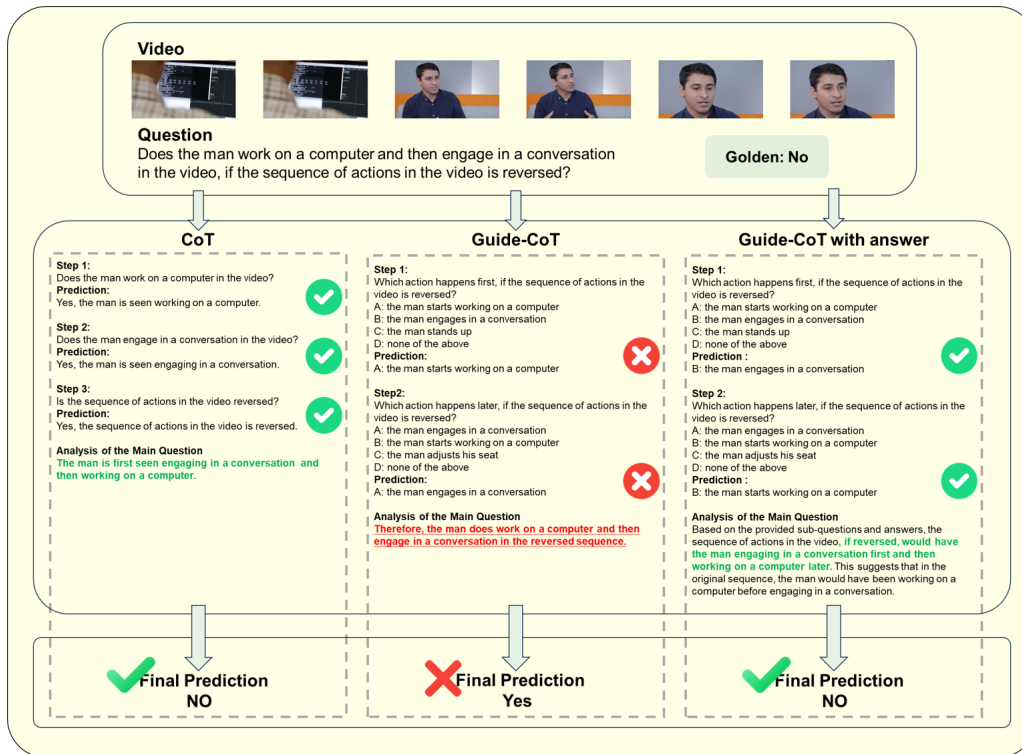 Video
Question
Does the man work on a computer and then engage in a conversation
in the video, if the sequence of actions in the video is reversed?
Golden: No
CoT
Step 1:
Does the man work on a computer in the video?
Prediction:
Yes, the man is seen working on a computer.
Step 2:
Does the man engage in a conversation in the video?
Prediction:
Yes, the man is seen engaging in a conversation.
Step 3:
Is the sequence of actions in the video reversed?
Prediction:
Yes, the sequence of actions in the video is reversed.
Analysis of the Main Question
The man is first seen engaging in a conversation and
then working on a computer.
Guide-CoT
Step 1:
Which action happens first, if the sequence of actions in the
video is reversed?
A: the man starts working on a computer
B: the man engages in a conversation
C: the man stands up
D: none of the above
Prediction:
A: the man starts working on a computer
Step2:
Which action happens later, if the sequence of actions in the
video is reversed?
A: the man engages in a conversation
B: the man starts working on a computer
C: the man adjusts his seat
D: none of the above
Prediction:
A: the man engages in a conversation
Analysis of the Main Question
Therefore, the man does work on a computer and then
engage in a conversation in the reversed sequence.
Guide-CoT with answer
Step 1:
Which action happens first, if the sequence of actions in the
video is reversed?
A: the man starts working on a computer
B: the man engages in a conversation
C: the man stands up
D: none of the above
Prediction :
B: the man engages in a conversation
Step 2:
Which action happens later, if the sequence of actions in the
video is reversed?
A: the man engages in a conversation
B: the man starts working on a computer
C: the man adjusts his seat
D: none of the above
Prediction :
B: the man starts working on a computer
Analysis of the Main Question
Based on the provided sub-questions and answers, the
sequence of actions in the video, if reversed, would have
the man engaging in a conversation first and then
working on a computer later. This suggests that in the
original sequence, the man would have been working on a
computer before engaging in a conversation.
Final Prediction
NO
Final Prediction
Yes
Final Prediction
NO